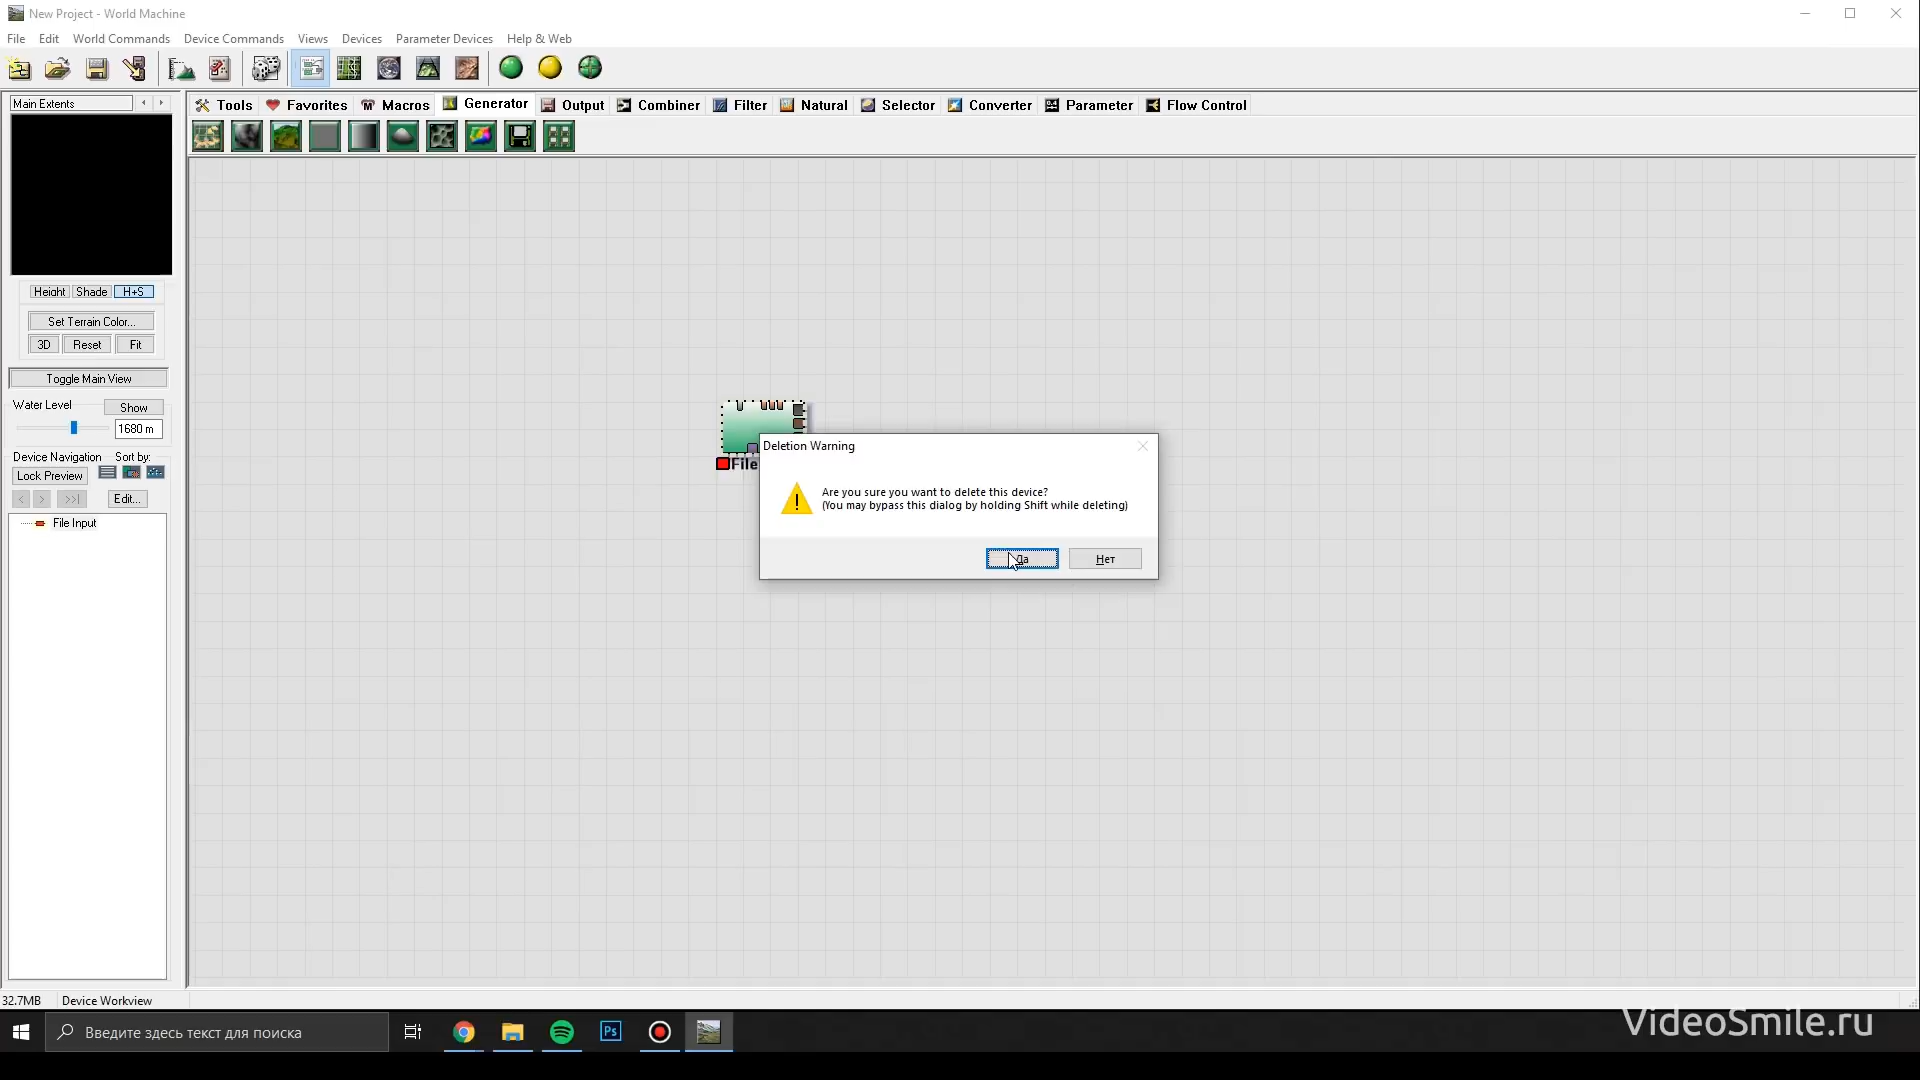 New Project - World Machine
File Edit World Commands Device Commands Views Devices Parameter Devices Help & Web
Main Extents
Tools Favorites Macros Generator Output Combiner Filter Natural Selector Converter Parameter Flow Control
Height Shade H+S
Set Terrain Color...
3D Reset Fit
Toggle Main View
Water Level Show
1680 m
Device Navigation Sort by:
Lock Preview
< > >>| Edit...
File Input
File
Deletion Warning
Are you sure you want to delete this device?
(You may bypass this dialog by holding Shift while deleting)
Да Нет
32.7MB Device Workview
Введите здесь текст для поиска
Ps
VideoSmile.ru